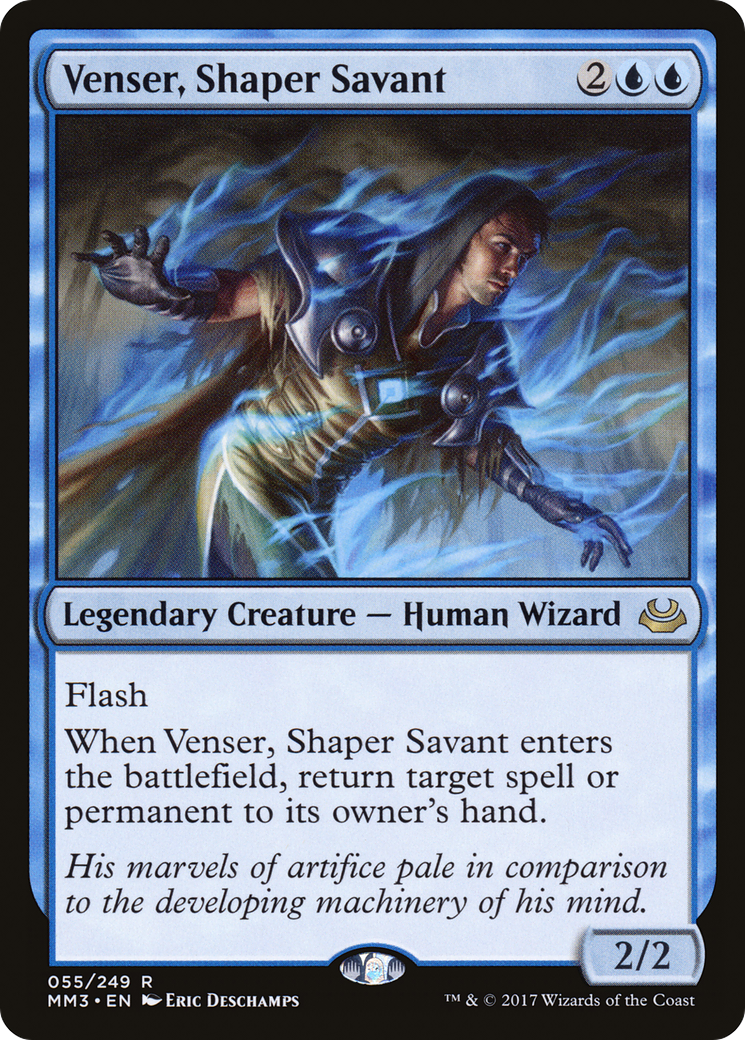 Venser, Shaper Savant 2
Legendary Creature — Human Wizard
Flash
When Venser, Shaper Savant enters
the battlefield, return target spell or
permanent to its owner's hand.
His marvels of artifice pale in comparison
to the developing machinery of his mind.
2/2
055/249 R
MM3 • EN Eric Deschamps
™ & © 2017 Wizards of the Coast